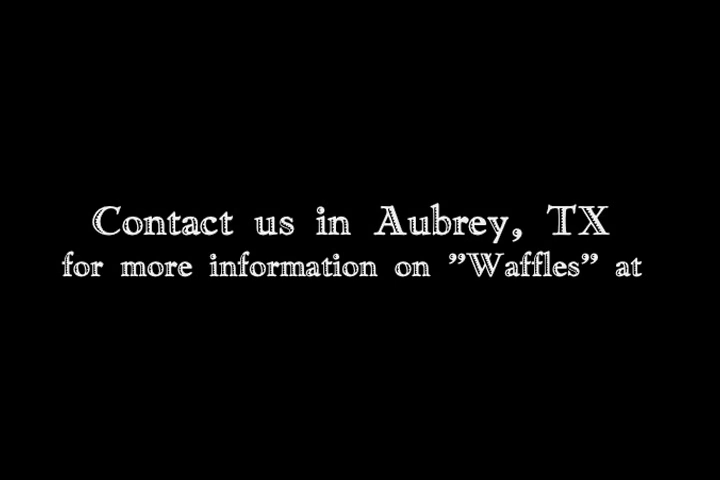 Contact us in Aubrey, TX
for more information on ”Waffles” at